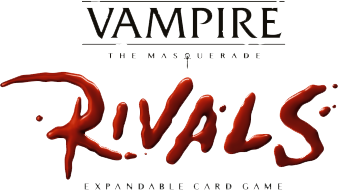 VAMPIRE
THE MASQUERADE
RIVALS
EXPANDABLE CARD GAME